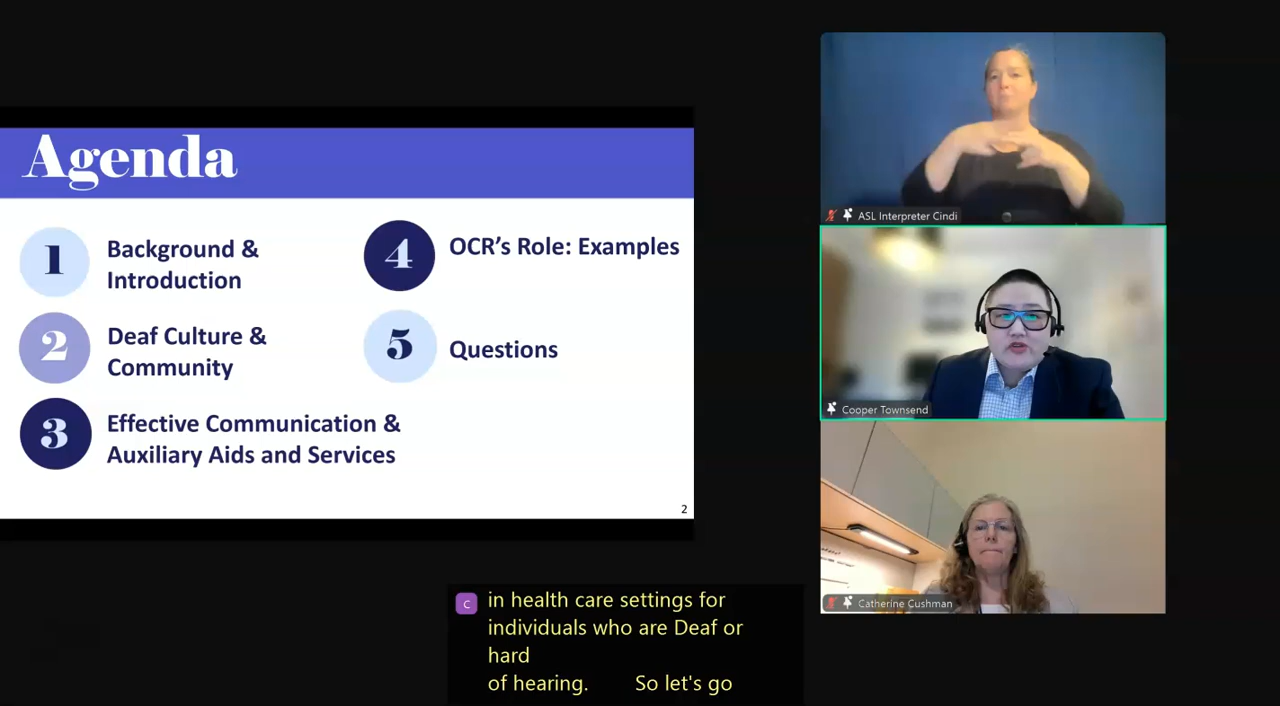 Agenda
1
Background &
Introduction
2
Deaf Culture &
Community
3
Effective Communication &
Auxiliary Aids and Services
4
OCR's Role: Examples
5
Questions
2
ASL Interpreter Cindi
Cooper Townsend
Catherine Cushman
C
in health care settings for
individuals who are Deaf or
hard
of hearing. So let's go